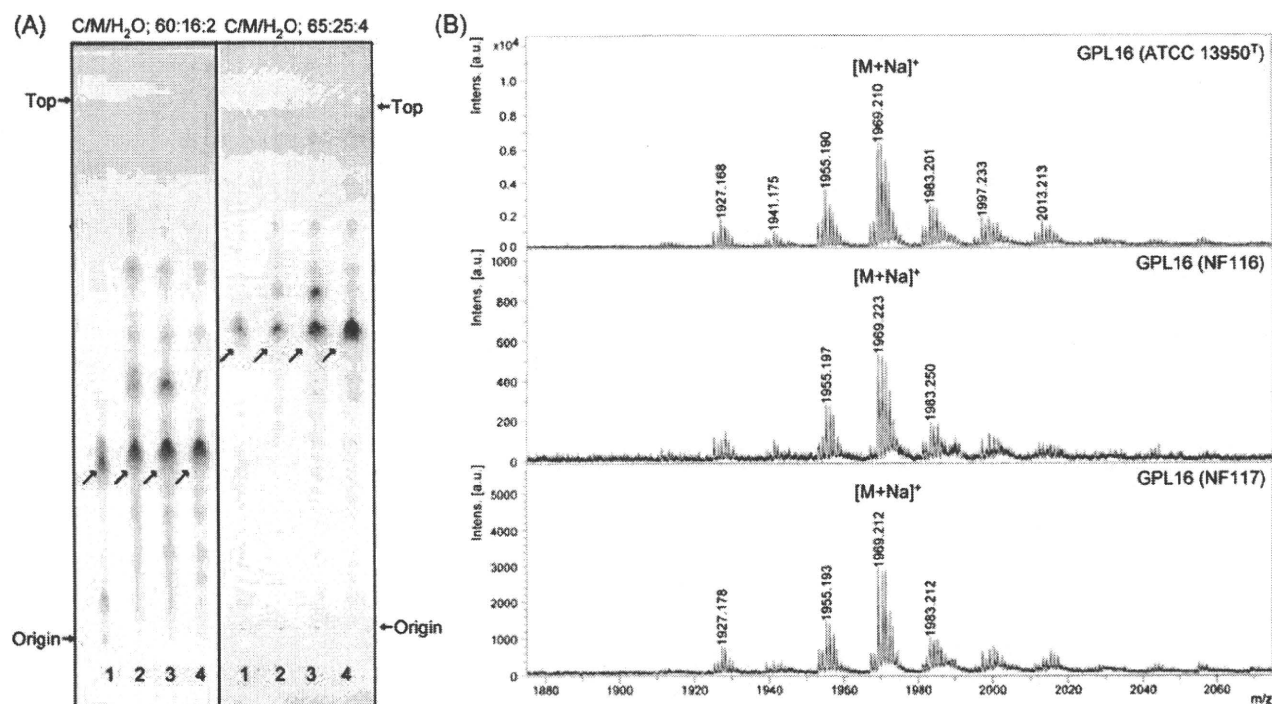 (A)
C/M/H₂O; 60:16:2 C/M/H₂O; 65:25:4
Top
Top
Origin
Origin
1 2 3 4 1 2 3 4
(B)
GPL16 (ATCC 13950ᵀ)
[M+Na]⁺
Intens. [a.u.]
x10⁴
1.0
0.8
0.6
0.4
0.2
0.0
1927.168
1941.175
1955.190
1969.210
1983.201
1997.233
2013.213
GPL16 (NF116)
[M+Na]⁺
Intens. [a.u.]
1000
800
600
400
200
0
1955.197
1969.223
1983.250
GPL16 (NF117)
[M+Na]⁺
Intens. [a.u.]
5000
4000
3000
2000
1000
0
1927.178
1955.193
1969.212
1983.212
1880 1900 1920 1940 1960 1980 2000 2020 2040 2060 m/z